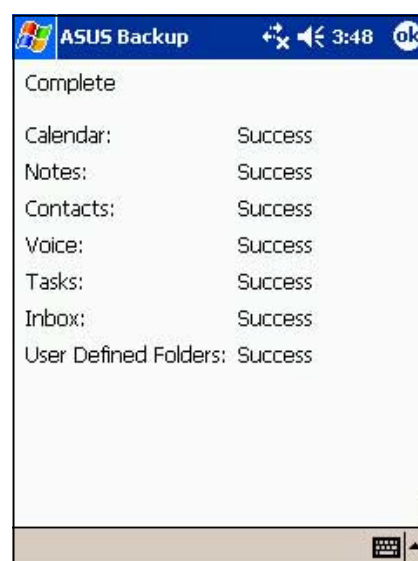 ASUS Backup 3:48 ok
Complete
Calendar: Success
Notes: Success
Contacts: Success
Voice: Success
Tasks: Success
Inbox: Success
User Defined Folders: Success